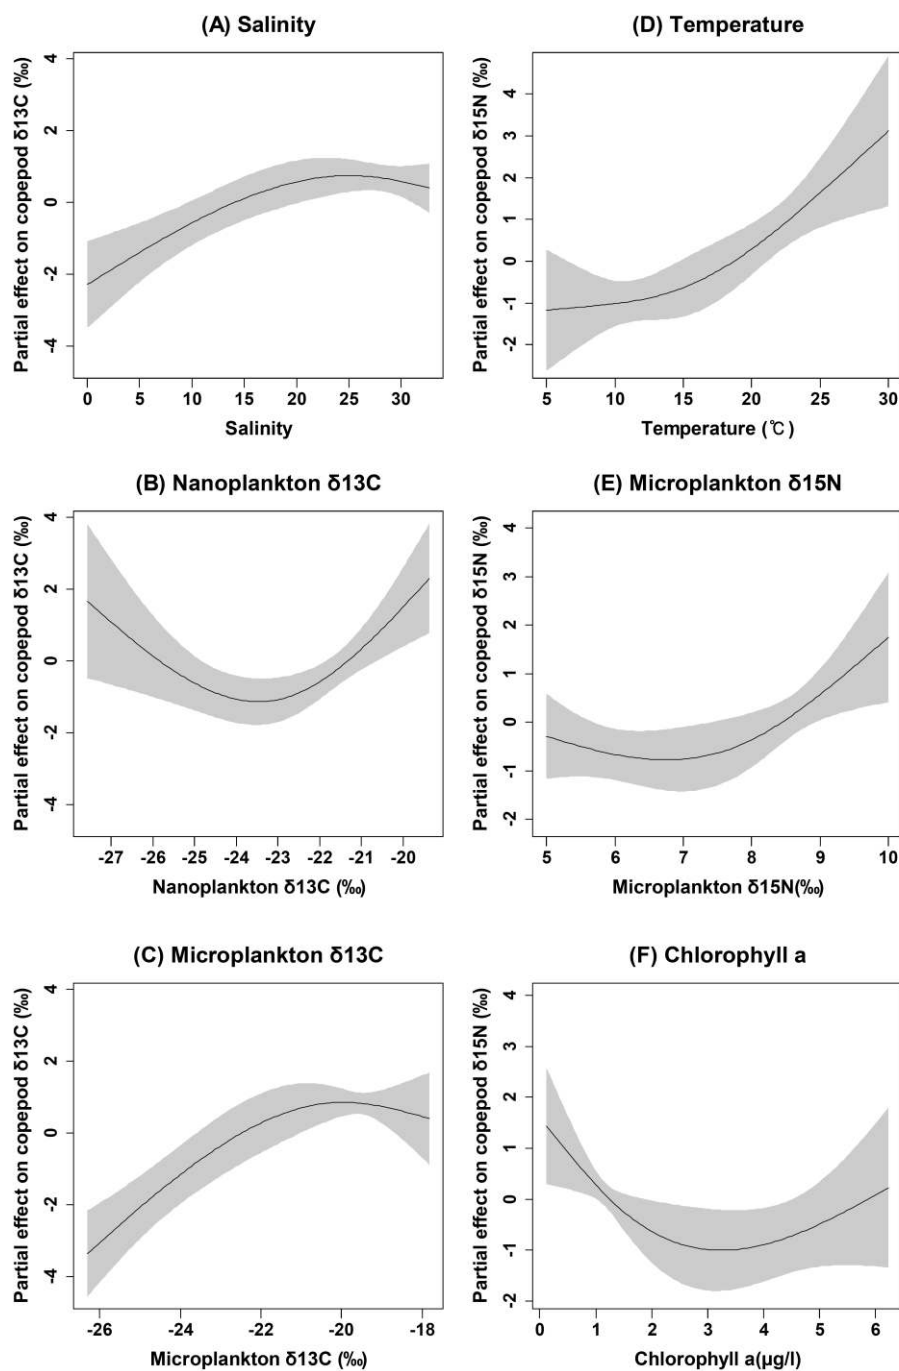 (A) Salinity
Partial effect on copepod δ13C (‰)
4
2
0
-2
-4
0 5 10 15 20 25 30
Salinity
(D) Temperature
Partial effect on copepod δ15N (‰)
4
3
2
1
0
-1
-2
5 10 15 20 25 30
Temperature (℃)
(B) Nanoplankton δ13C
Partial effect on copepod δ13C (‰)
4
2
0
-2
-4
-27 -26 -25 -24 -23 -22 -21 -20
Nanoplankton δ13C (‰)
(E) Microplankton δ15N
Partial effect on copepod δ15N (‰)
4
3
2
1
0
-1
-2
5 6 7 8 9 10
Microplankton δ15N(‰)
(C) Microplankton δ13C
Partial effect on copepod δ13C (‰)
4
2
0
-2
-4
-26 -24 -22 -20 -18
Microplankton δ13C (‰)
(F) Chlorophyll a
Partial effect on copepod δ15N (‰)
4
3
2
1
0
-1
-2
0 1 2 3 4 5 6
Chlorophyll a(μg/l)